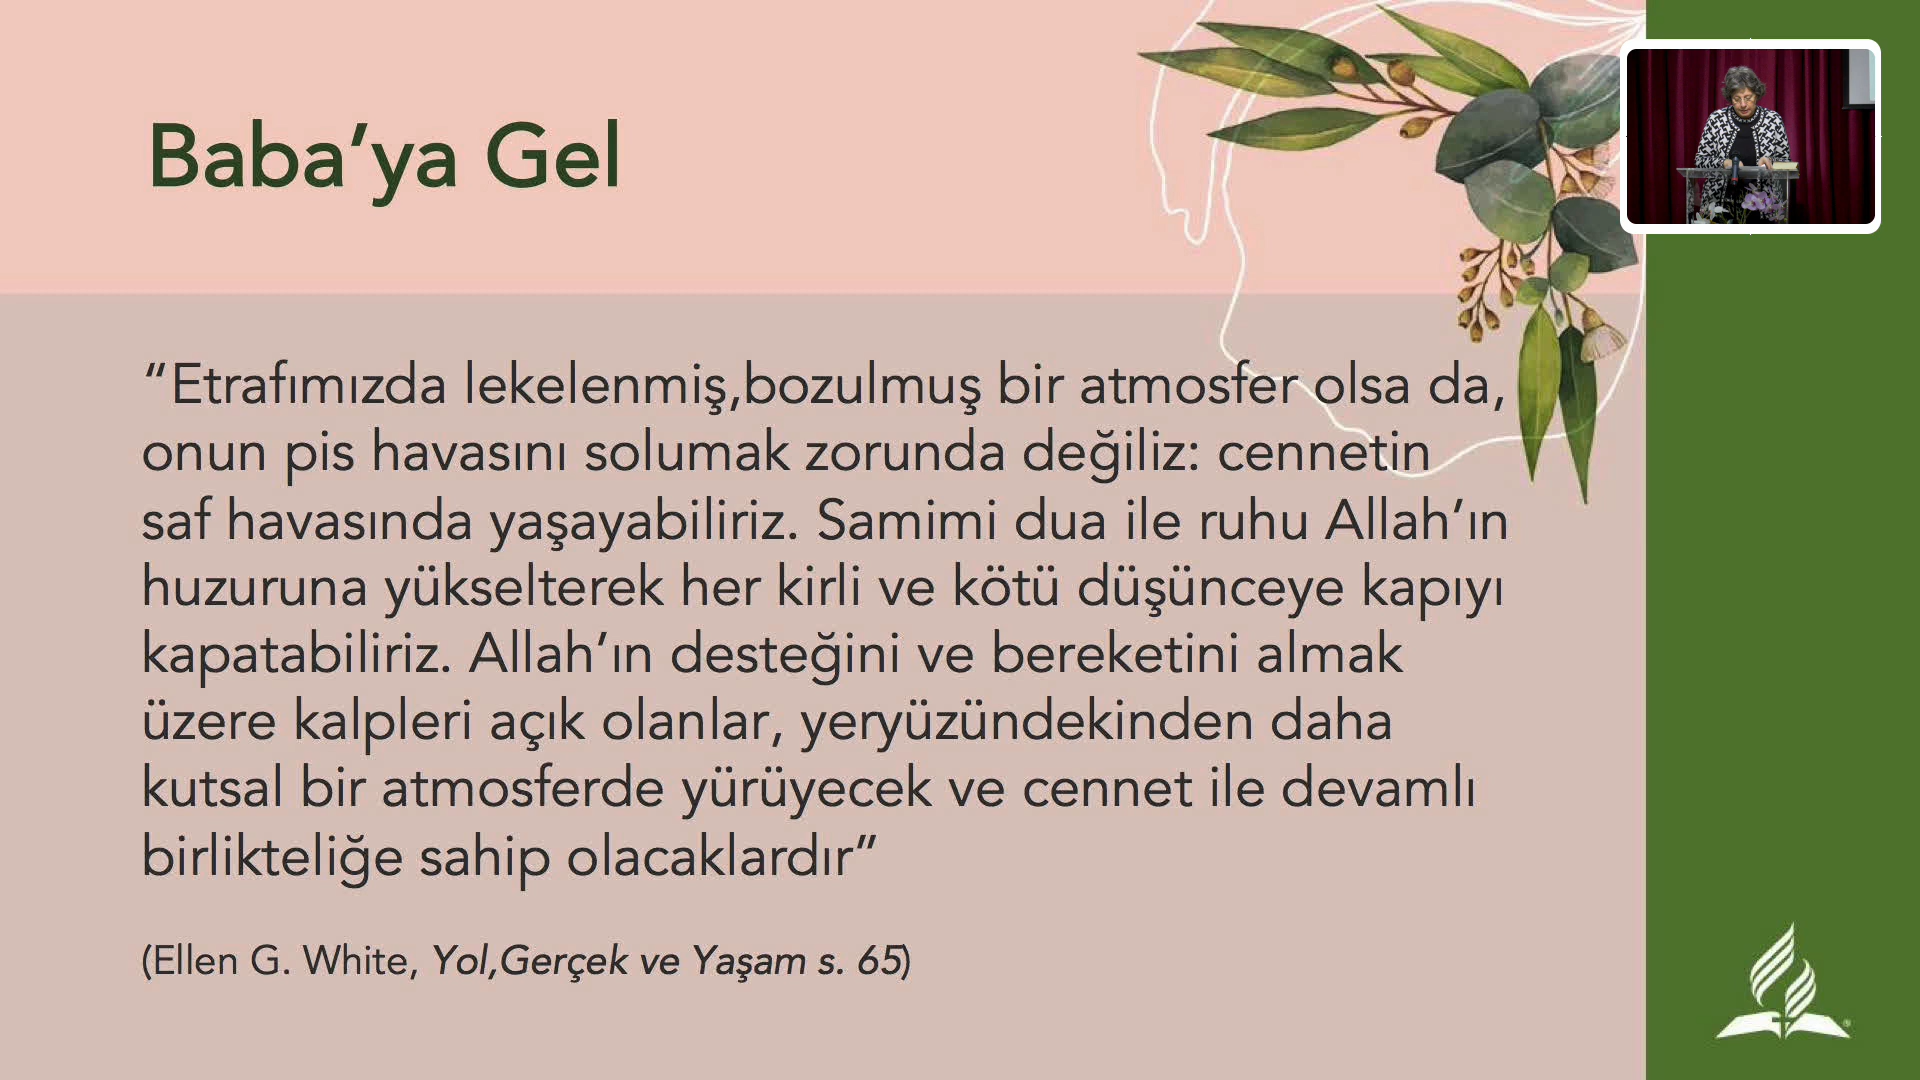 Baba’ya Gel
“Etrafımızda lekelenmiş,bozulmuş bir atmosfer olsa da,
onun pis havasını solumak zorunda değiliz: cennetin
saf havasında yaşayabiliriz. Samimi dua ile ruhu Allah’ın
huzuruna yükselterek her kirli ve kötü düşünceye kapıyı
kapatabiliriz. Allah’ın desteğini ve bereketini almak
üzere kalpleri açık olanlar, yeryüzündekinden daha
kutsal bir atmosferde yürüyecek ve cennet ile devamlı
birlikteliğe sahip olacaklardır”
(Ellen G. White, Yol,Gerçek ve Yaşam s. 65)